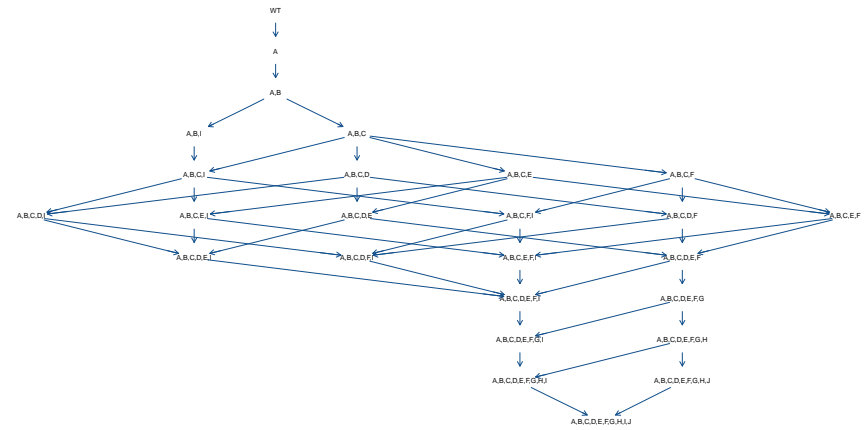 WT
A
A,B
A,B,I
A,B,C
A,B,C,I
A,B,C,D
A,B,C,E
A,B,C,F
A,B,C,D,I
A,B,C,E,I
A,B,C,D,E
A,B,C,F,I
A,B,C,D,F
A,B,C,E,F
A,B,C,D,E,I
A,B,C,D,F,I
A,B,C,E,F,I
A,B,C,D,E,F
A,B,C,D,E,F,I
A,B,C,D,E,F,G
A,B,C,D,E,F,G,I
A,B,C,D,E,F,G,H
A,B,C,D,E,F,G,H,I
A,B,C,D,E,F,G,H,J
A,B,C,D,E,F,G,H,I,J